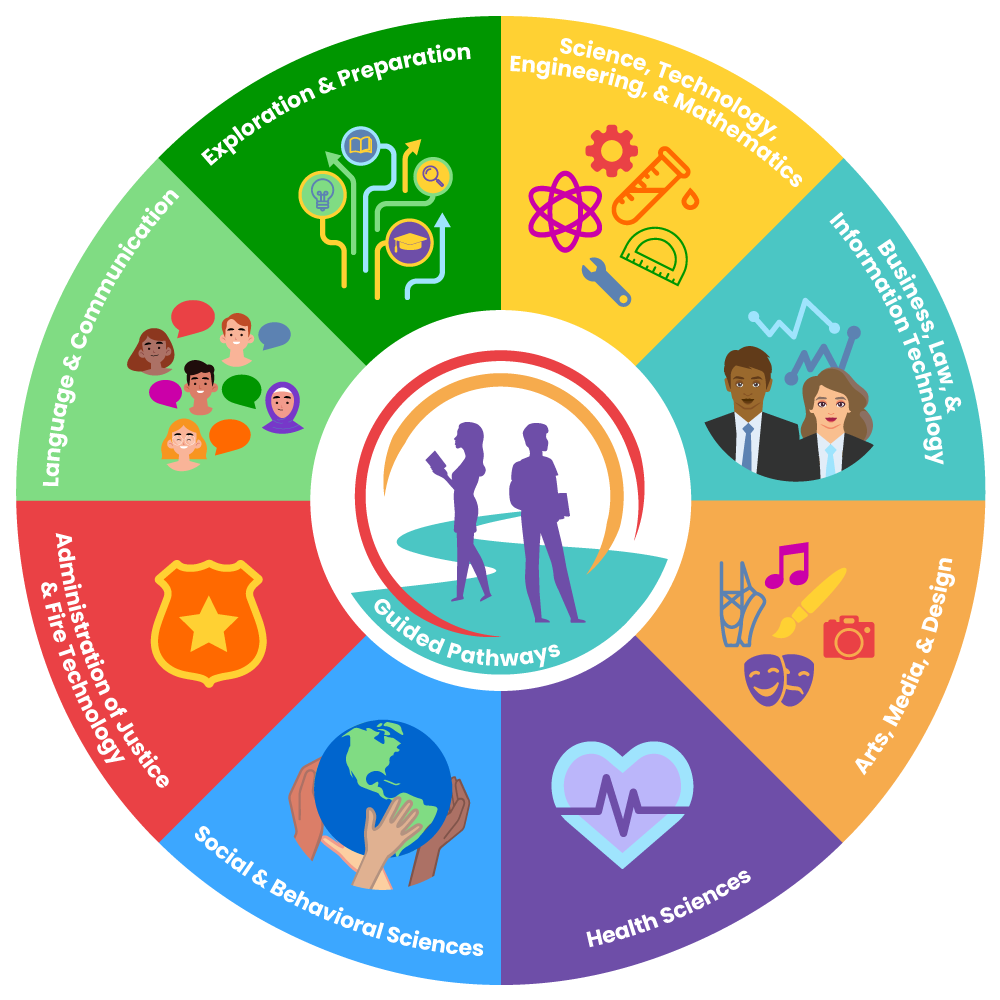 Exploration & Preparation
Science, Technology,
Engineering, & Mathematics
Business, Law, &
Information Technology
Arts, Media, & Design
Health Sciences
Social & Behavioral Sciences
Administration of Justice
& Fire Technology
Language & Communication
Guided Pathways